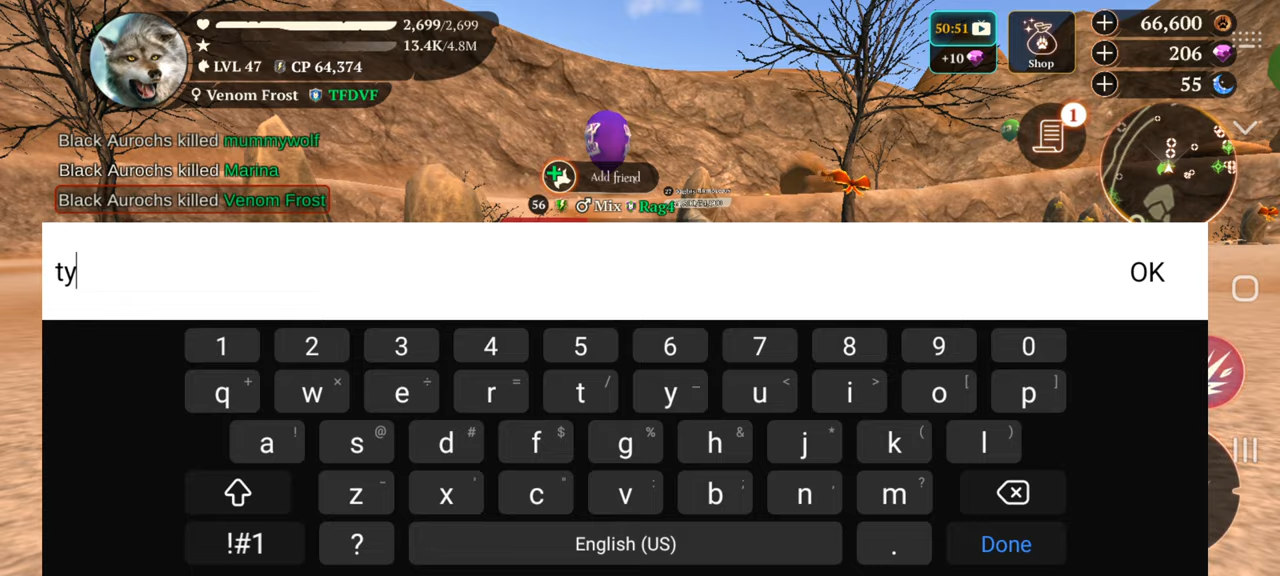 2,699/2,699
13.4K/4.8M
LVL 47 CP 64,374
Venom Frost TFDVF
50:51
+10
Shop
66,600
206
55
1
Black Aurochs killed mummywolf
Black Aurochs killed Marina
Black Aurochs killed Venom Frost
Add friend
56 Mix Rag4
ty
OK
1 2 3 4 5 6 7 8 9 0
q + w × e ÷ r = t / y _ u < i > o [ p ]
a ! s @ d # f $ g % h & j * k ( l )
z - x ' c " v : b ; n , m ?
!#1 ? English (US) . Done